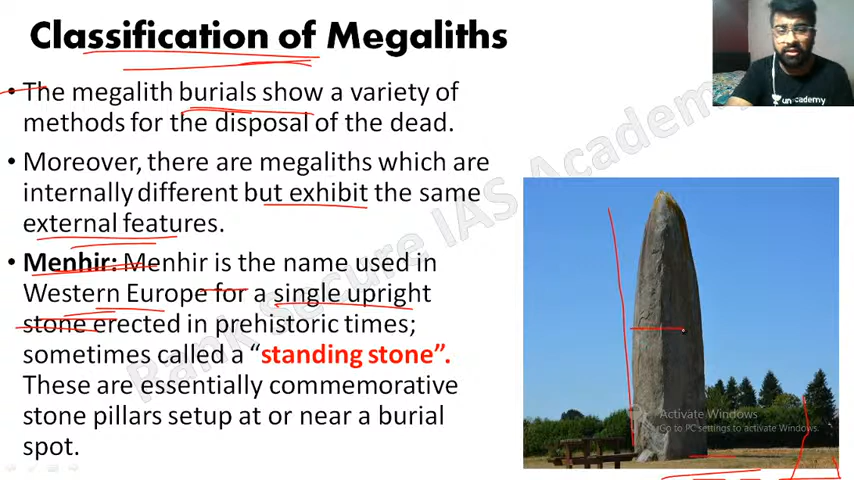 Classification of Megaliths
• The megalith burials show a variety of
methods for the disposal of the dead.
• Moreover, there are megaliths which are
internally different but exhibit the same
external features.
• Menhir: Menhir is the name used in
Western Europe for a single upright
stone erected in prehistoric times;
sometimes called a “standing stone”.
These are essentially commemorative
stone pillars setup at or near a burial
spot.
unacademy
Rank Secure IAS Academy
Activate Windows
Go to PC settings to activate Windows.